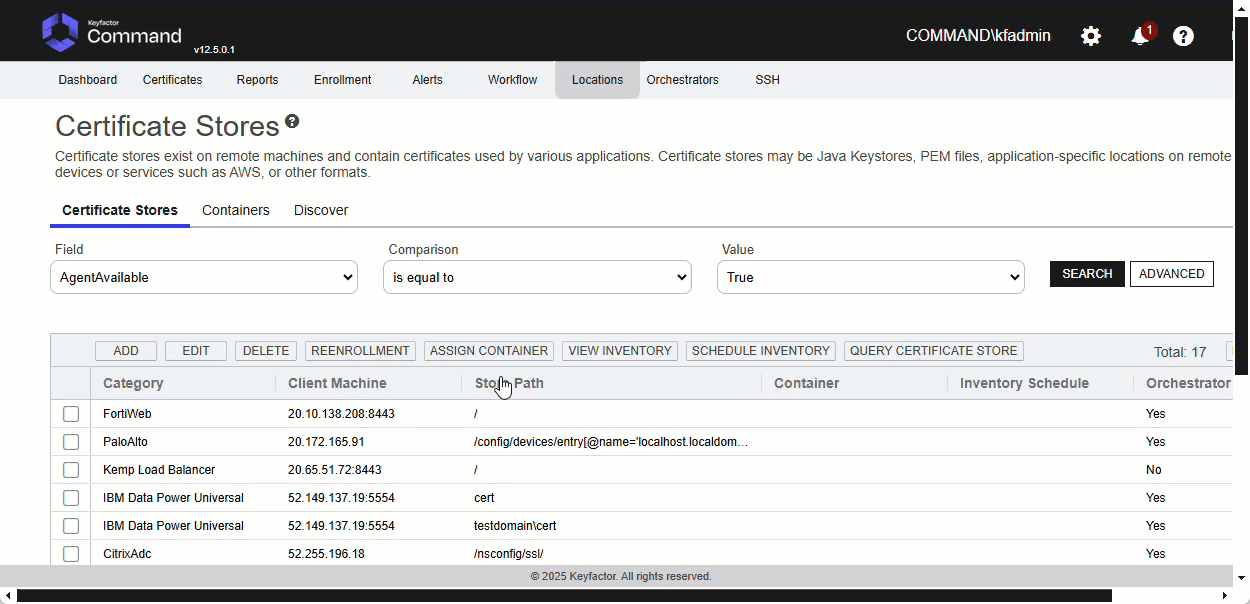 Keyfactor
Command
v12.5.0.1
COMMAND\kfadmin
1
?
Dashboard Certificates Reports Enrollment Alerts Workflow Locations Orchestrators SSH
Certificate Stores ?
Certificate stores exist on remote machines and contain certificates used by various applications. Certificate stores may be Java Keystores, PEM files, application-specific locations on remote
devices or services such as AWS, or other formats.
Certificate Stores Containers Discover
Field Comparison Value
AgentAvailable is equal to True SEARCH ADVANCED
ADD EDIT DELETE REENROLLMENT ASSIGN CONTAINER VIEW INVENTORY SCHEDULE INVENTORY QUERY CERTIFICATE STORE Total: 17
Category Client Machine Store Path Container Inventory Schedule Orchestrator
FortiWeb 20.10.138.208:8443 / Yes
PaloAlto 20.172.165.91 /config/devices/entry[@name='localhost.localdom... Yes
Kemp Load Balancer 20.65.51.72:8443 / No
IBM Data Power Universal 52.149.137.19:5554 cert Yes
IBM Data Power Universal 52.149.137.19:5554 testdomain\cert Yes
CitrixAdc 52.255.196.18 /nsconfig/ssl/ Yes
© 2025 Keyfactor. All rights reserved.